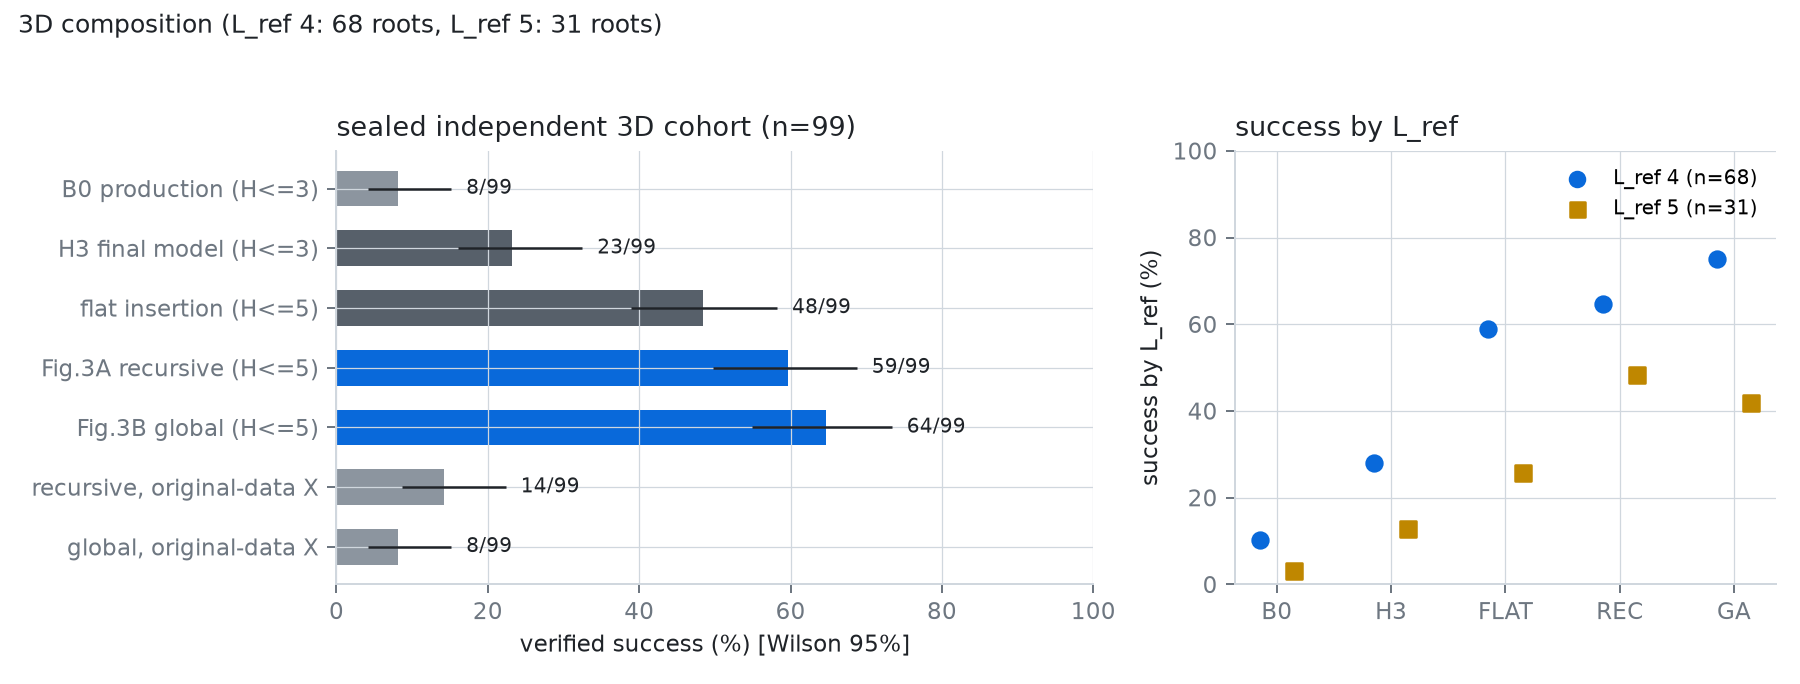 3D composition (L_ref 4: 68 roots, L_ref 5: 31 roots)
sealed independent 3D cohort (n=99)
B0 production (H<=3)
8/99
H3 final model (H<=3)
23/99
flat insertion (H<=5)
48/99
Fig.3A recursive (H<=5)
59/99
Fig.3B global (H<=5)
64/99
recursive, original-data X
14/99
global, original-data X
8/99
0 20 40 60 80 100
verified success (%) [Wilson 95%]
success by L_ref
success by L_ref (%)
100
80
60
40
20
0
L_ref 4 (n=68)
L_ref 5 (n=31)
B0 H3 FLAT REC GA